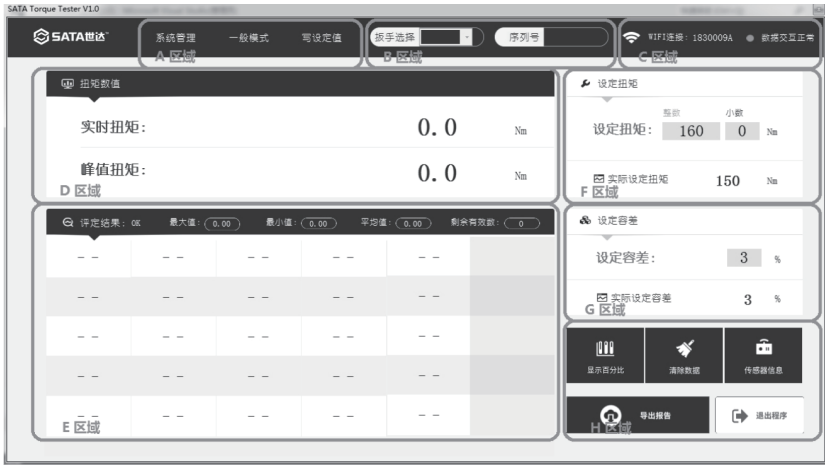 SATA Torque Tester V1.0
SATA世达
系统管理 一般模式 写设定值
A 区域
扳手选择 序列号
B 区域
WIFI连接: 1830009A 数据交互正常
C 区域
扭矩数值
实时扭矩: 0.0 Nm
峰值扭矩: 0.0 Nm
D 区域
设定扭矩
整数 小数
设定扭矩: 160 0 Nm
实际设定扭矩 150 Nm
F 区域
评定结果: OK 最大值: 0.00 最小值: 0.00 平均值: 0.00 剩余有效数: 0
-- -- -- -- --
-- -- -- -- --
-- -- -- -- --
-- -- -- -- --
-- -- -- -- --
E 区域
设定容差
设定容差: 3 %
实际设定容差 3 %
G 区域
显示百分比 清除数据 传感器信息
导出报告 退出程序
H 区域